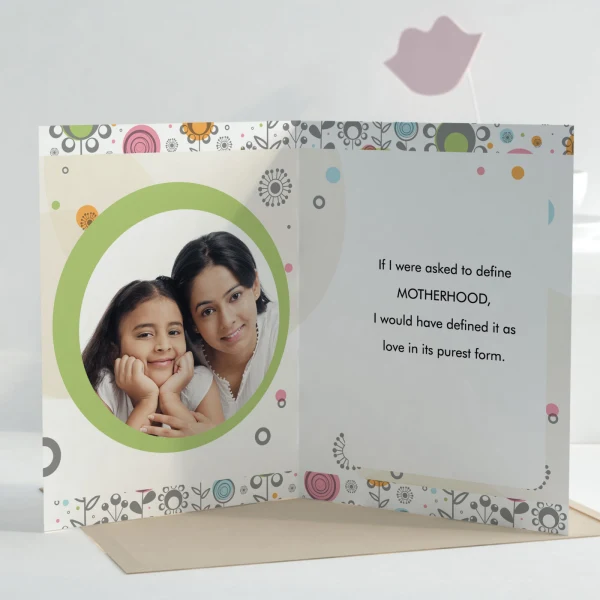 If I were asked to define
MOTHERHOOD,
I would have defined it as
love in its purest form.